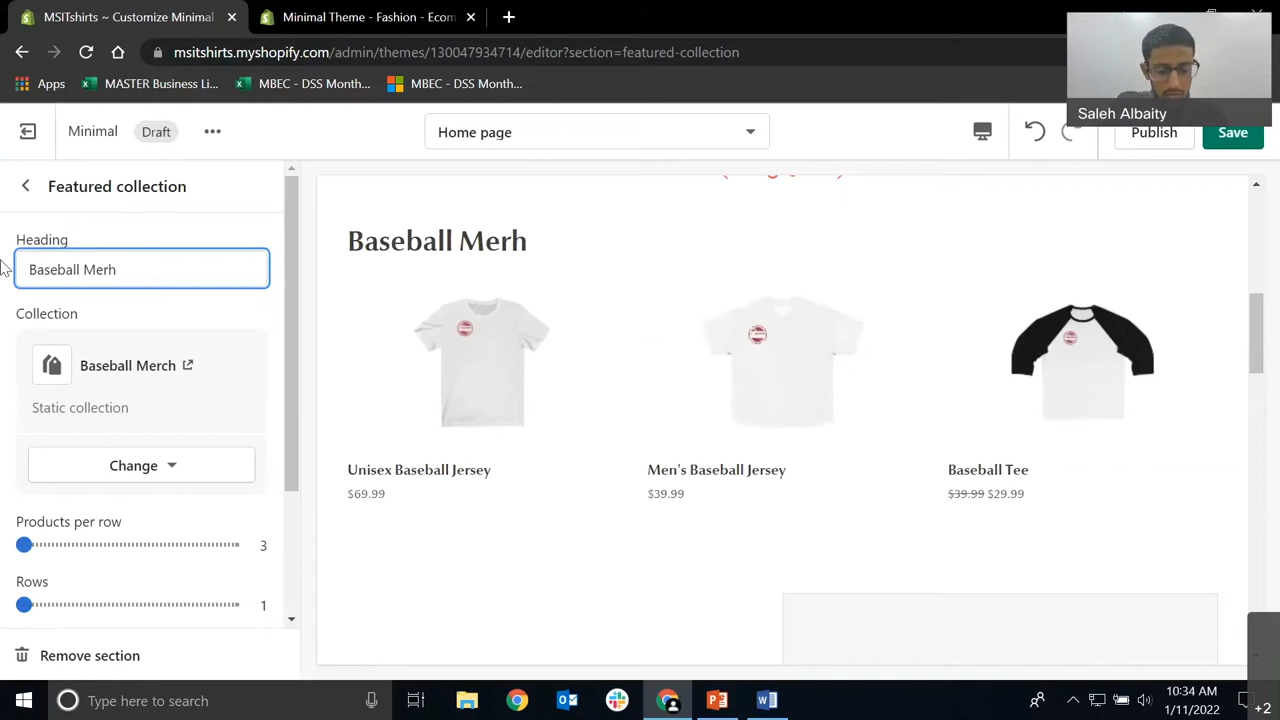 MSITshirts ~ Customize Minimal
Minimal Theme - Fashion - Ecom
msitshirts.myshopify.com/admin/themes/130047934714/editor?section=featured-collection
Apps
MASTER Business Li...
MBEC - DSS Month...
MBEC - DSS Month...
Saleh Albaity
Minimal
Draft
Home page
Publish
Save
Featured collection
Heading
Baseball Merh
Collection
Baseball Merch
Static collection
Change
Products per row
3
Rows
1
Remove section
Baseball Merh
Unisex Baseball Jersey
$69.99
Men's Baseball Jersey
$39.99
Baseball Tee
$39.99 $29.99
Type here to search
10:34 AM
1/11/2022
+2